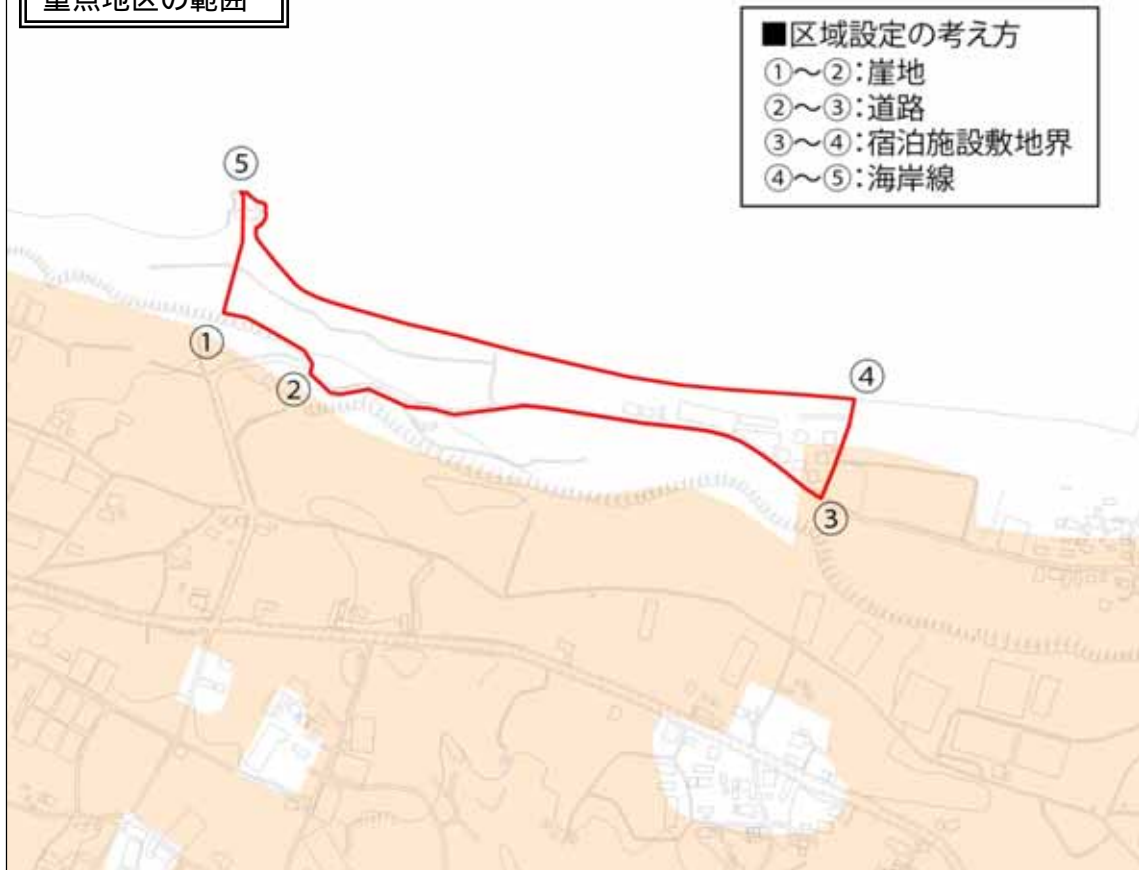 重点地区の範囲
■区域設定の考え方
①～②：崖地
②～③：道路
③～④：宿泊施設敷地界
④～⑤：海岸線
⑤
①
②
④
③